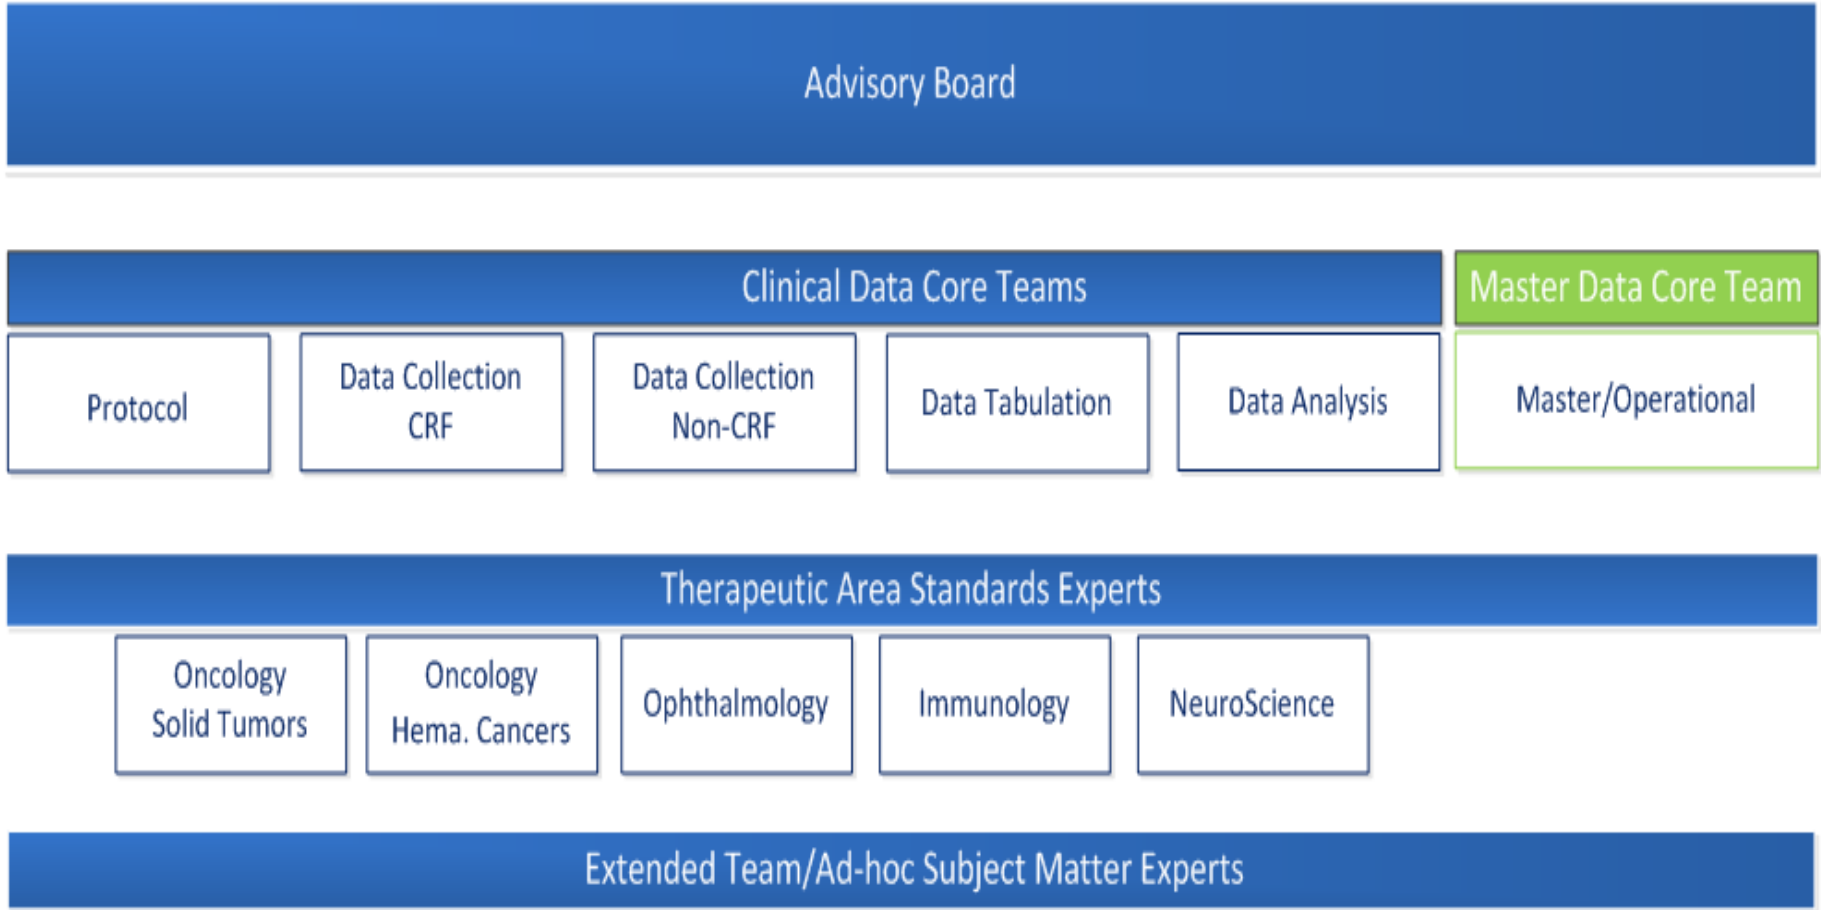 Advisory Board
Clinical Data Core Teams
Master Data Core Team
Protocol
Data Collection
CRF
Data Collection
Non-CRF
Data Tabulation
Data Analysis
Master/Operational
Therapeutic Area Standards Experts
Oncology
Solid Tumors
Oncology
Hema. Cancers
Ophthalmology
Immunology
NeuroScience
Extended Team/Ad-hoc Subject Matter Experts